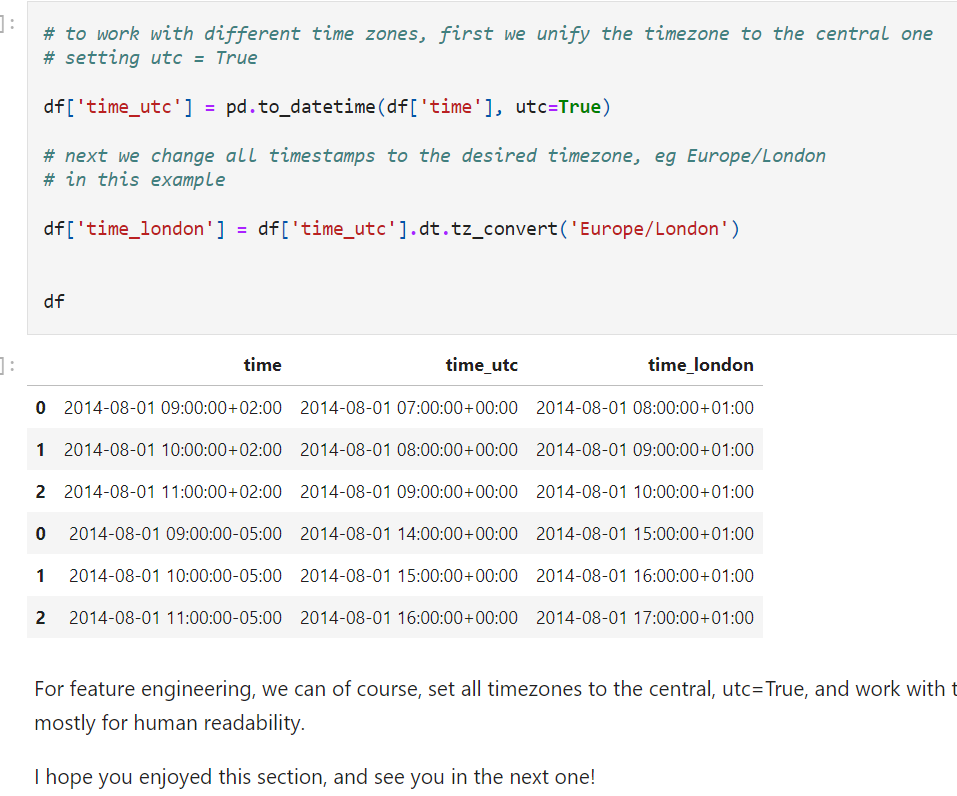 ]:
# to work with different time zones, first we unify the timezone to the central one
# setting utc = True
df['time_utc'] = pd.to_datetime(df['time'], utc=True)
# next we change all timestamps to the desired timezone, eg Europe/London
# in this example
df['time_london'] = df['time_utc'].dt.tz_convert('Europe/London')
df
]:
time time_utc time_london
0 2014-08-01 09:00:00+02:00 2014-08-01 07:00:00+00:00 2014-08-01 08:00:00+01:00
1 2014-08-01 10:00:00+02:00 2014-08-01 08:00:00+00:00 2014-08-01 09:00:00+01:00
2 2014-08-01 11:00:00+02:00 2014-08-01 09:00:00+00:00 2014-08-01 10:00:00+01:00
0 2014-08-01 09:00:00-05:00 2014-08-01 14:00:00+00:00 2014-08-01 15:00:00+01:00
1 2014-08-01 10:00:00-05:00 2014-08-01 15:00:00+00:00 2014-08-01 16:00:00+01:00
2 2014-08-01 11:00:00-05:00 2014-08-01 16:00:00+00:00 2014-08-01 17:00:00+01:00
For feature engineering, we can of course, set all timezones to the central, utc=True, and work with t
mostly for human readability.
I hope you enjoyed this section, and see you in the next one!